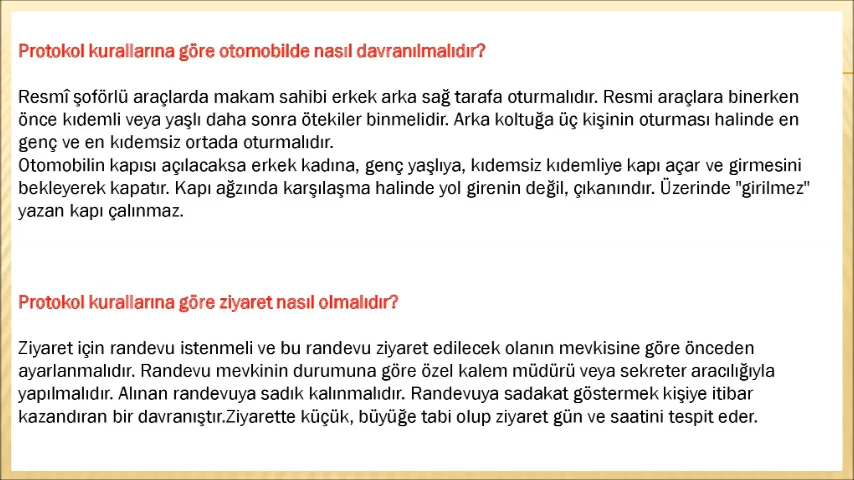 Protokol kurallarına göre otomobilde nasıl davranılmalıdır?
Resmî şoförlü araçlarda makam sahibi erkek arka sağ tarafa oturmalıdır. Resmi araçlara binerken
önce kıdemli veya yaşlı daha sonra ötekiler binmelidir. Arka koltuğa üç kişinin oturması halinde en
genç ve en kıdemsiz ortada oturmalıdır.
Otomobilin kapısı açılacaksa erkek kadına, genç yaşlıya, kıdemsiz kıdemliye kapı açar ve girmesini
bekleyerek kapatır. Kapı ağzında karşılaşma halinde yol girenin değil, çıkanındır. Üzerinde "girilmez"
yazan kapı çalınmaz.
Protokol kurallarına göre ziyaret nasıl olmalıdır?
Ziyaret için randevu istenmeli ve bu randevu ziyaret edilecek olanın mevkisine göre önceden
ayarlanmalıdır. Randevu mevkinin durumuna göre özel kalem müdürü veya sekreter aracılığıyla
yapılmalıdır. Alınan randevuya sadık kalınmalıdır. Randevuya sadakat göstermek kişiye itibar
kazandıran bir davranıştır.Ziyarette küçük, büyüğe tabi olup ziyaret gün ve saatini tespit eder.